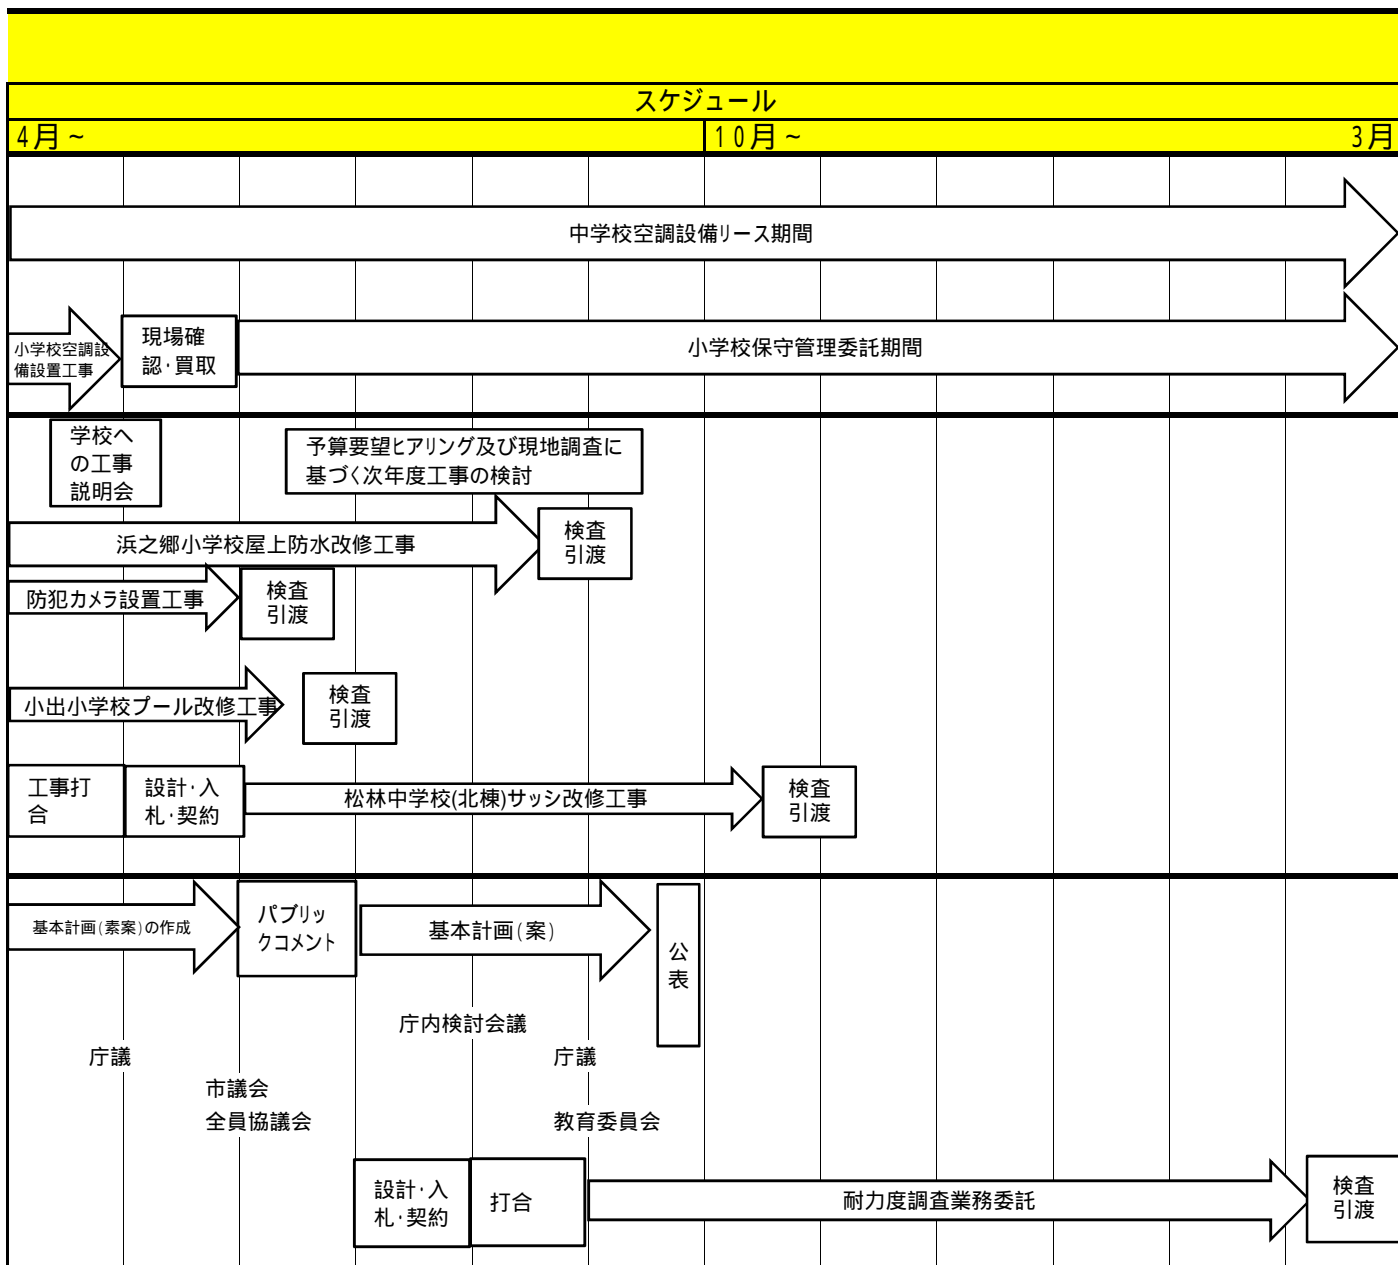 スケジュール
4月~
10月~
3月
中学校空調設備リース期間
小学校空調設
備設置工事
現場確
認・買取
小学校保守管理委託期間
学校へ
の工事
説明会
予算要望ヒアリング及び現地調査に
基づく次年度工事の検討
浜之郷小学校屋上防水改修工事
検査
引渡
防犯カメラ設置工事
検査
引渡
小出小学校プール改修工事
検査
引渡
工事打
合
設計・入
札・契約
松林中学校(北棟)サッシ改修工事
検査
引渡
基本計画(素案)の作成
パブリッ
クコメント
基本計画(案)
公
表
庁内検討会議
庁議
庁議
市議会
全員協議会
教育委員会
設計・入
札・契約
打合
耐力度調査業務委託
検査
引渡